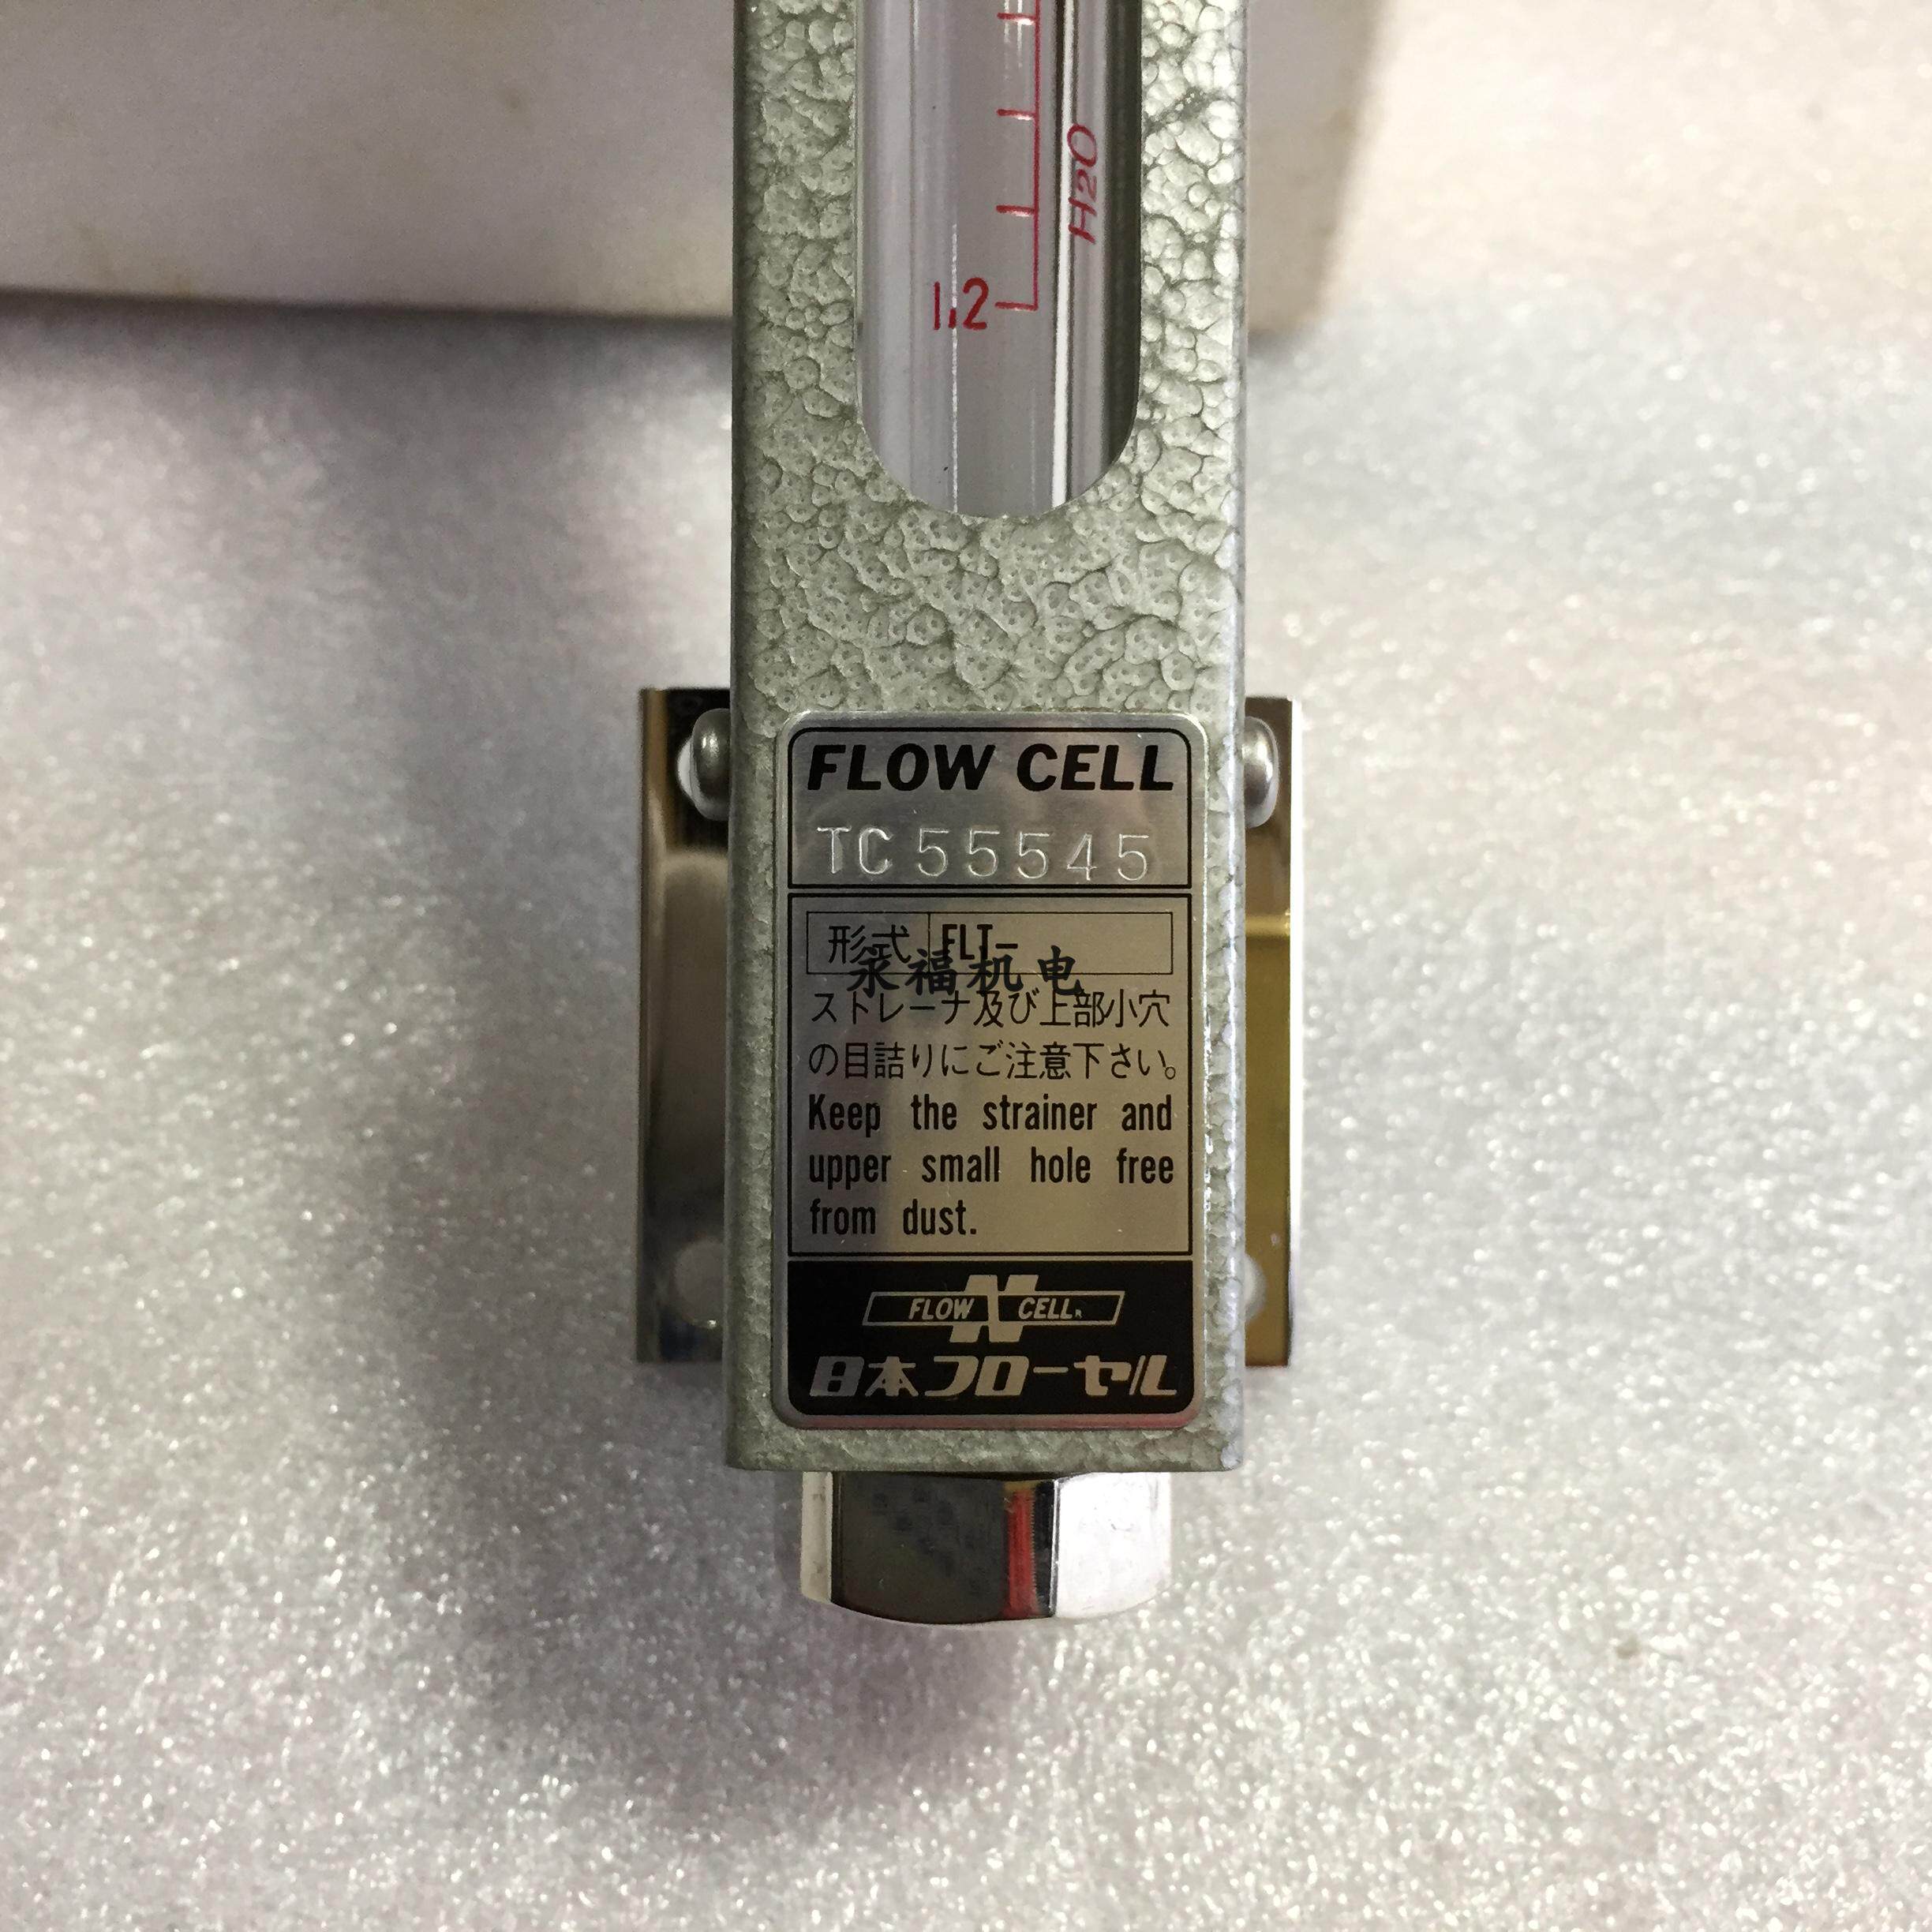 H2O
1.2
FLOW CELL
TC 55545
形式 FLT-
永福机电
ストレーナ及び上部小穴
の目詰りにご注意下さい。
Keep the strainer and
upper small hole free
from dust.
FLOW N CELL R
日本フローセル